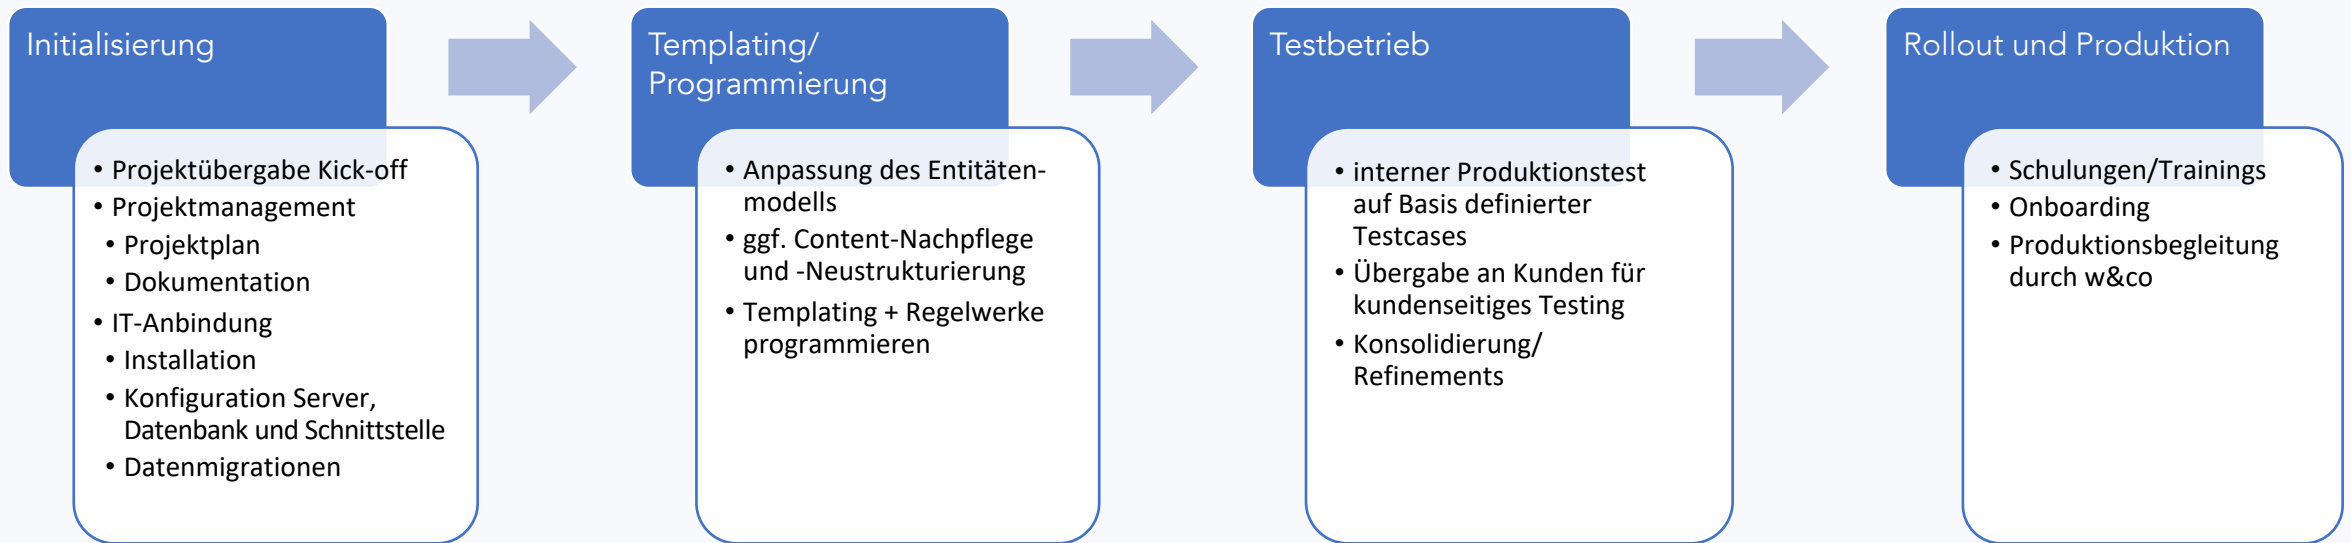 Initialisierung
• Projektübergabe Kick-off
• Projektmanagement
• Projektplan
• Dokumentation
• IT-Anbindung
• Installation
• Konfiguration Server,
Datenbank und Schnittstelle
• Datenmigrationen
Templating/
Programmierung
• Anpassung des Entitäten-
modells
• ggf. Content-Nachpflege
und -Neustrukturierung
• Templating + Regelwerke
programmieren
Testbetrieb
• interner Produktionstest
auf Basis definierter
Testcases
• Übergabe an Kunden für
kundenseitiges Testing
• Konsolidierung/
Refinements
Rollout und Produktion
• Schulungen/Trainings
• Onboarding
• Produktionsbegleitung
durch w&co